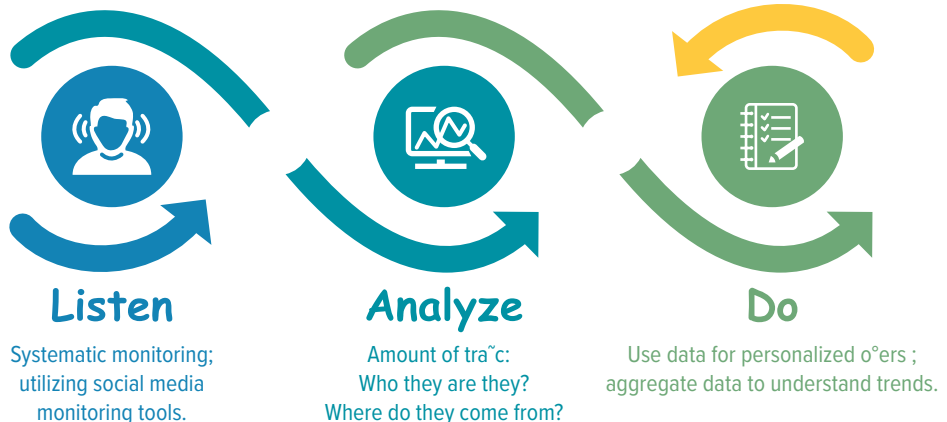 Listen
Systematic monitoring;
utilizing social media
monitoring tools.
Analyze
Amount of tra˜c:
Who they are they?
Where do they come from?
Do
Use data for personalized o°ers ;
aggregate data to understand trends.